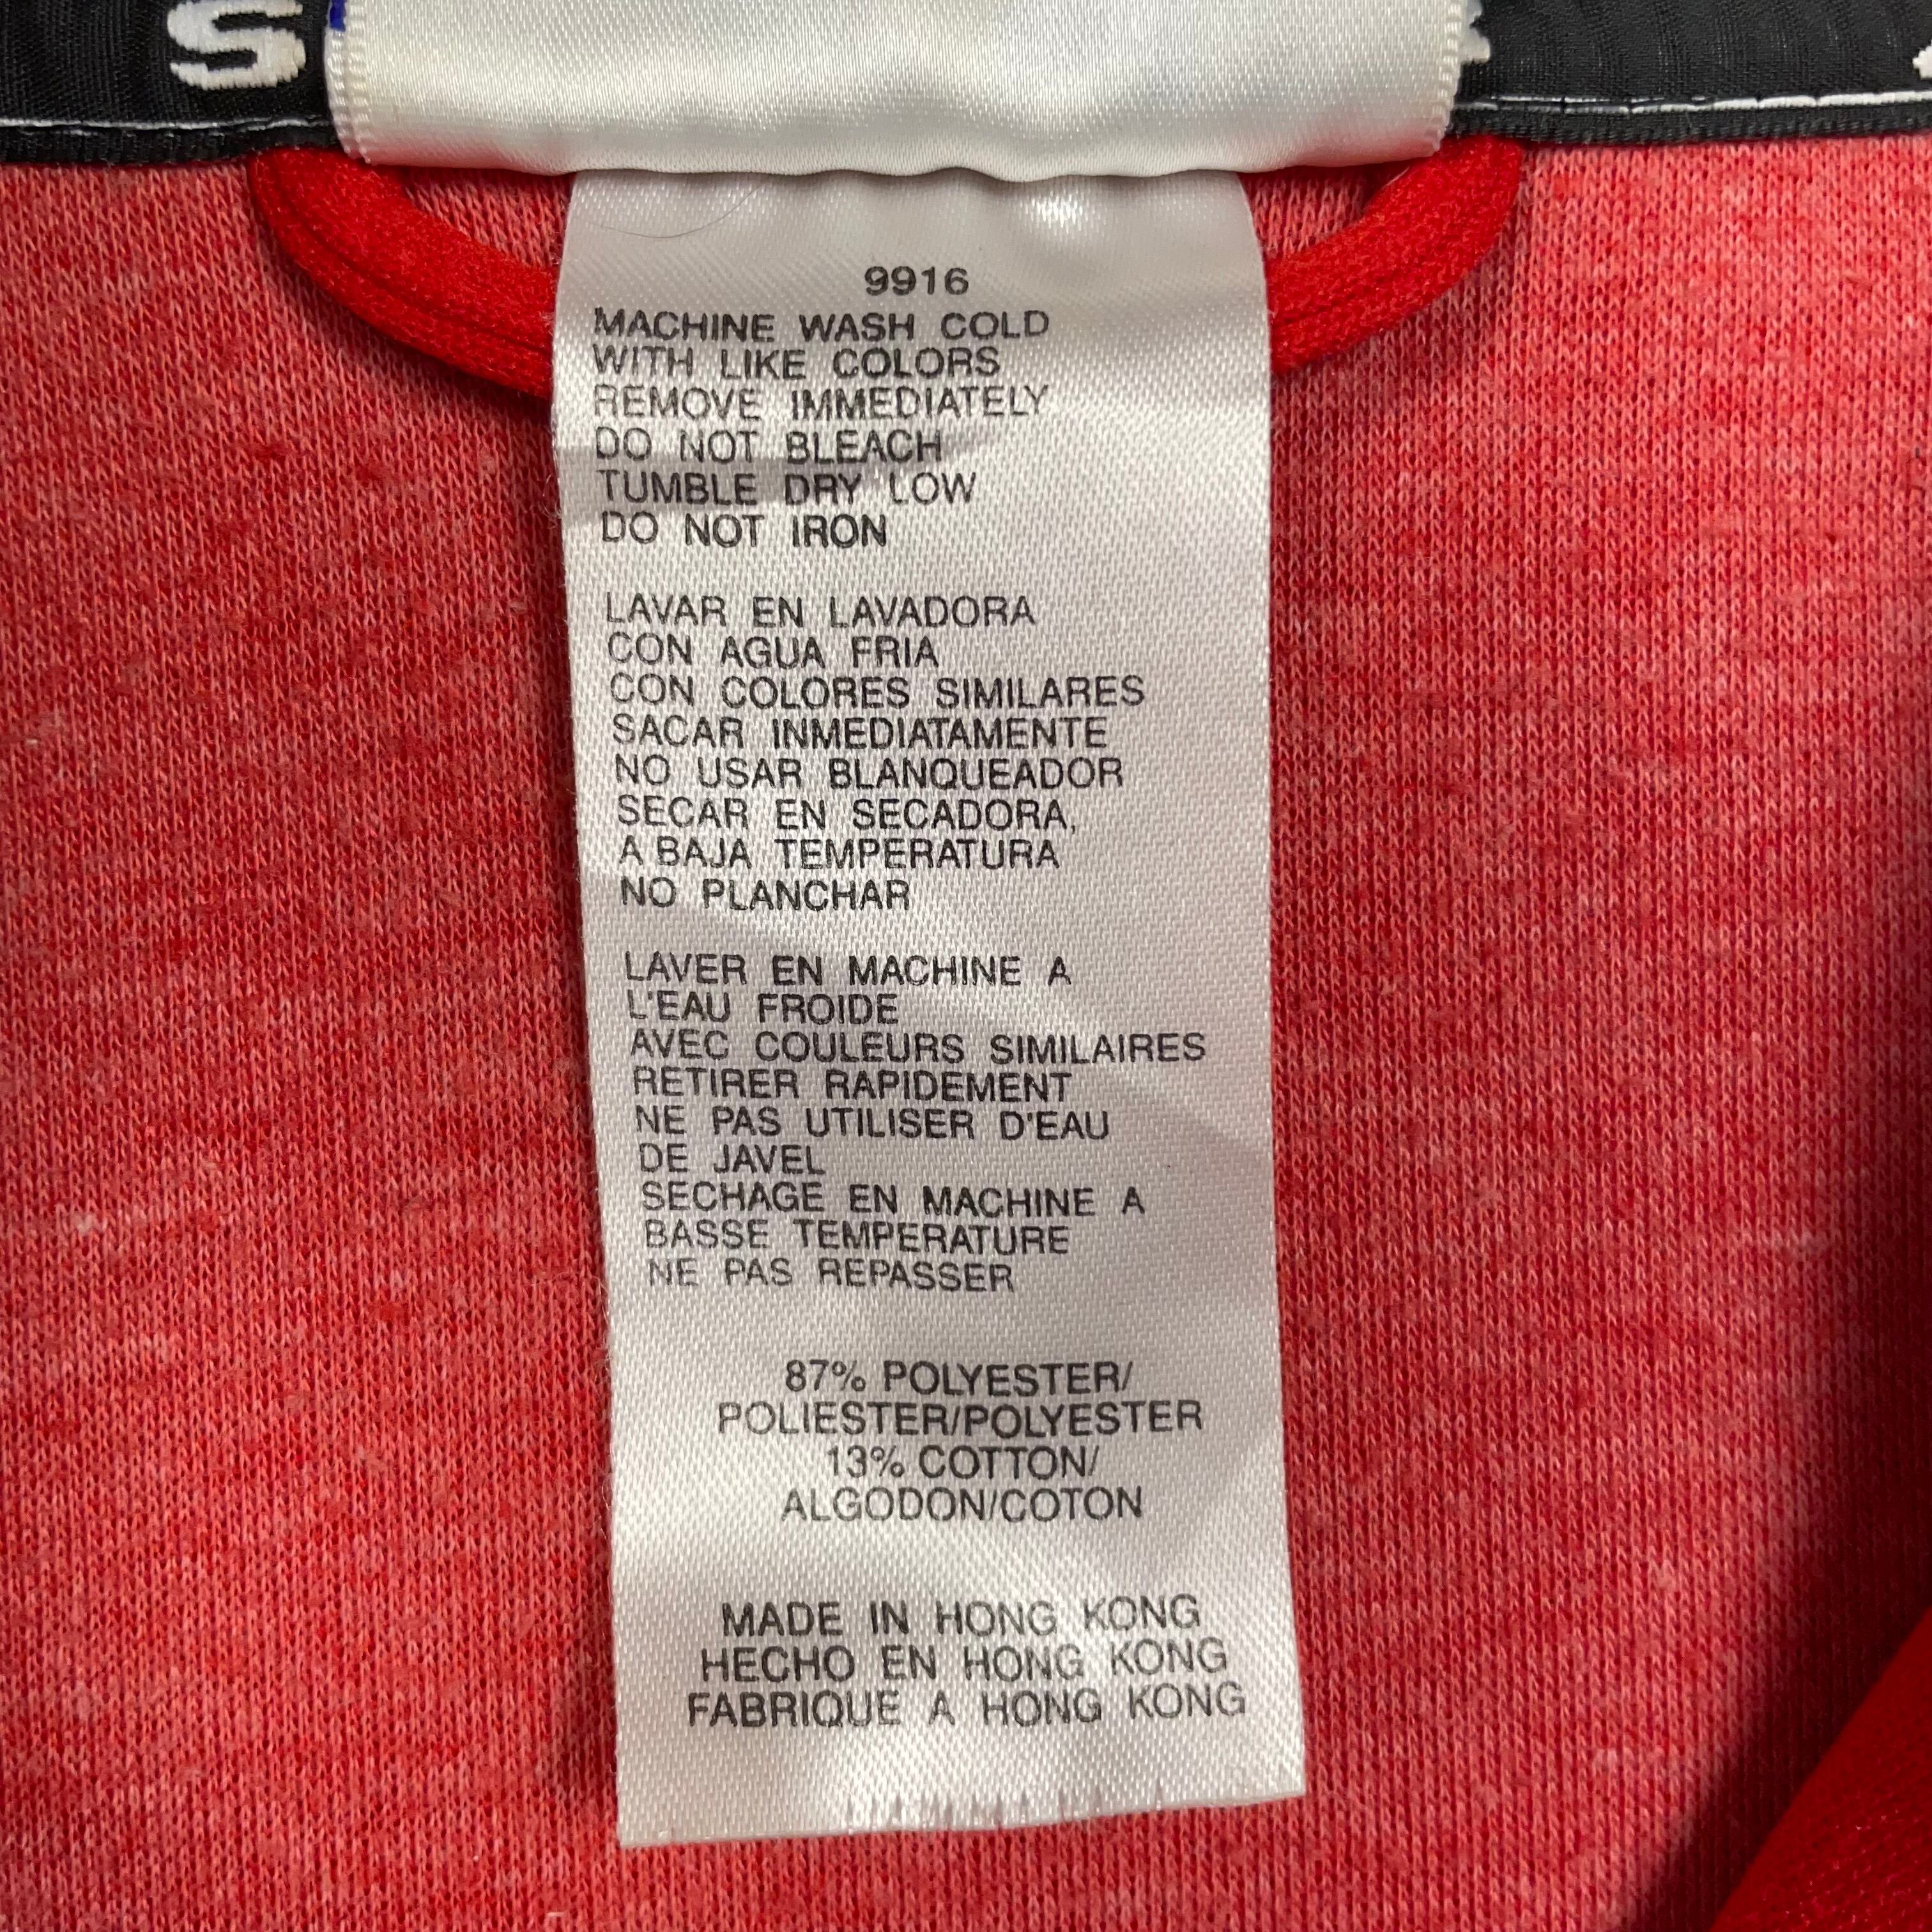 S
9916
MACHINE WASH COLD
WITH LIKE COLORS
REMOVE IMMEDIATELY
DO NOT BLEACH
TUMBLE DRY LOW
DO NOT IRON
LAVAR EN LAVADORA
CON AGUA FRIA
CON COLORES SIMILARES
SACAR INMEDIATAMENTE
NO USAR BLANQUEADOR
SECAR EN SECADORA,
A BAJA TEMPERATURA
NO PLANCHAR
LAVER EN MACHINE A
L'EAU FROIDE
AVEC COULEURS SIMILAIRES
RETIRER RAPIDEMENT
NE PAS UTILISER D'EAU
DE JAVEL
SECHAGE EN MACHINE A
BASSE TEMPERATURE
NE PAS REPASSER
87% POLYESTER/
POLIESTER/POLYESTER
13% COTTON/
ALGODON/COTON
MADE IN HONG KONG
HECHO EN HONG KONG
FABRIQUE A HONG KONG